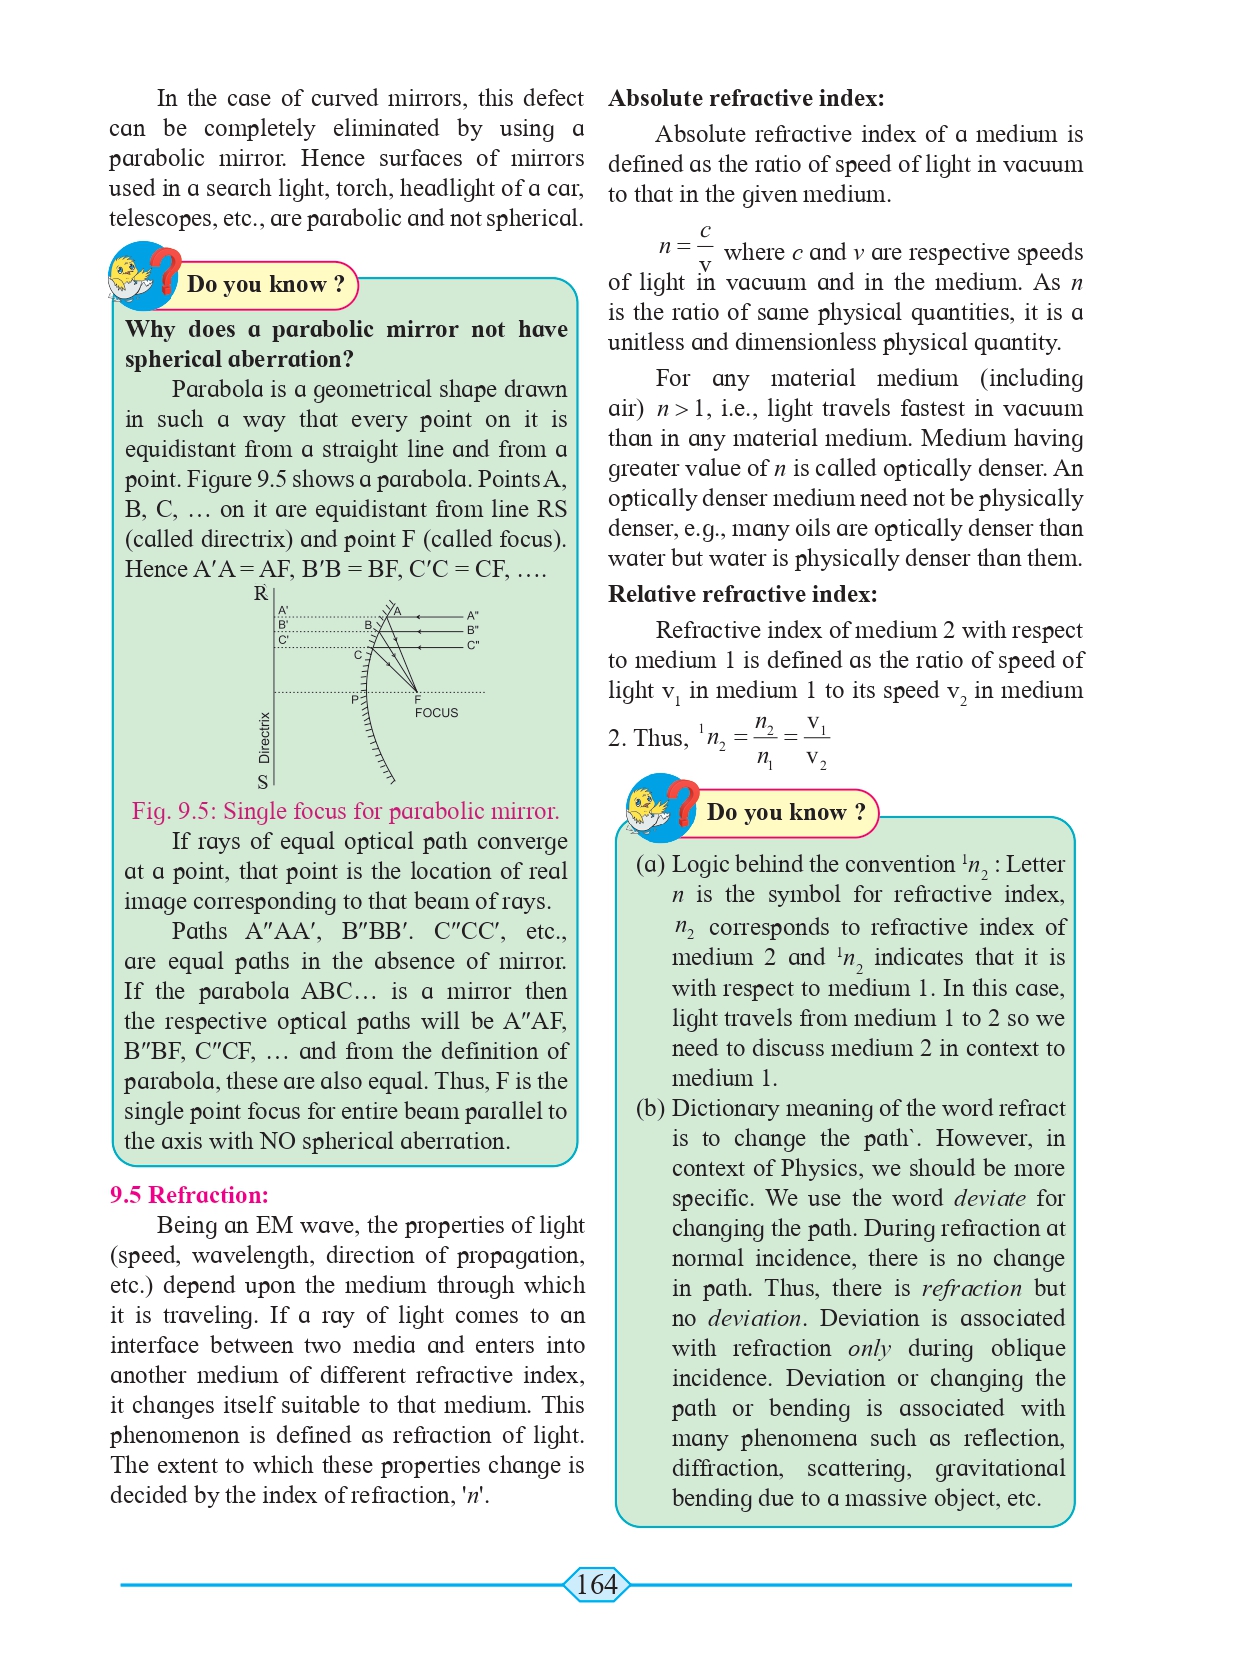 In the case of curved mirrors, this defect
can be completely eliminated by using a
parabolic mirror. Hence surfaces of mirrors
used in a search light, torch, headlight of a car,
telescopes, etc., are parabolic and not spherical.
Do you know ?
Why does a parabolic mirror not have
spherical aberration?
Parabola is a geometrical shape drawn
in such a way that every point on it is
equidistant from a straight line and from a
point. Figure 9.5 shows a parabola. Points A,
B, C, … on it are equidistant from line RS
(called directrix) and point F (called focus).
Hence A′A = AF, B′B = BF, C′C = CF, ….
R
A'
B'
C'
A
B
C
P
F
FOCUS
A"
B"
C"
Directrix
S
Fig. 9.5: Single focus for parabolic mirror.
If rays of equal optical path converge
at a point, that point is the location of real
image corresponding to that beam of rays.
Paths A″AA′, B″BB′. C″CC′, etc.,
are equal paths in the absence of mirror.
If the parabola ABC… is a mirror then
the respective optical paths will be A″AF,
B″BF, C″CF, … and from the definition of
parabola, these are also equal. Thus, F is the
single point focus for entire beam parallel to
the axis with NO spherical aberration.
9.5 Refraction:
Being an EM wave, the properties of light
(speed, wavelength, direction of propagation,
etc.) depend upon the medium through which
it is traveling. If a ray of light comes to an
interface between two media and enters into
another medium of different refractive index,
it changes itself suitable to that medium. This
phenomenon is defined as refraction of light.
The extent to which these properties change is
decided by the index of refraction, 'n'.
Absolute refractive index:
Absolute refractive index of a medium is
defined as the ratio of speed of light in vacuum
to that in the given medium.
n = c/v where c and v are respective speeds
of light in vacuum and in the medium. As n
is the ratio of same physical quantities, it is a
unitless and dimensionless physical quantity.
For any material medium (including
air) n > 1, i.e., light travels fastest in vacuum
than in any material medium. Medium having
greater value of n is called optically denser. An
optically denser medium need not be physically
denser, e.g., many oils are optically denser than
water but water is physically denser than them.
Relative refractive index:
Refractive index of medium 2 with respect
to medium 1 is defined as the ratio of speed of
light v₁ in medium 1 to its speed v₂ in medium
2. Thus, ¹n₂ = n₂/n₁ = v₁/v₂
Do you know ?
(a) Logic behind the convention ¹n₂ : Letter
n is the symbol for refractive index,
n₂ corresponds to refractive index of
medium 2 and ¹n₂ indicates that it is
with respect to medium 1. In this case,
light travels from medium 1 to 2 so we
need to discuss medium 2 in context to
medium 1.
(b) Dictionary meaning of the word refract
is to change the path`. However, in
context of Physics, we should be more
specific. We use the word deviate for
changing the path. During refraction at
normal incidence, there is no change
in path. Thus, there is refraction but
no deviation. Deviation is associated
with refraction only during oblique
incidence. Deviation or changing the
path or bending is associated with
many phenomena such as reflection,
diffraction, scattering, gravitational
bending due to a massive object, etc.
164